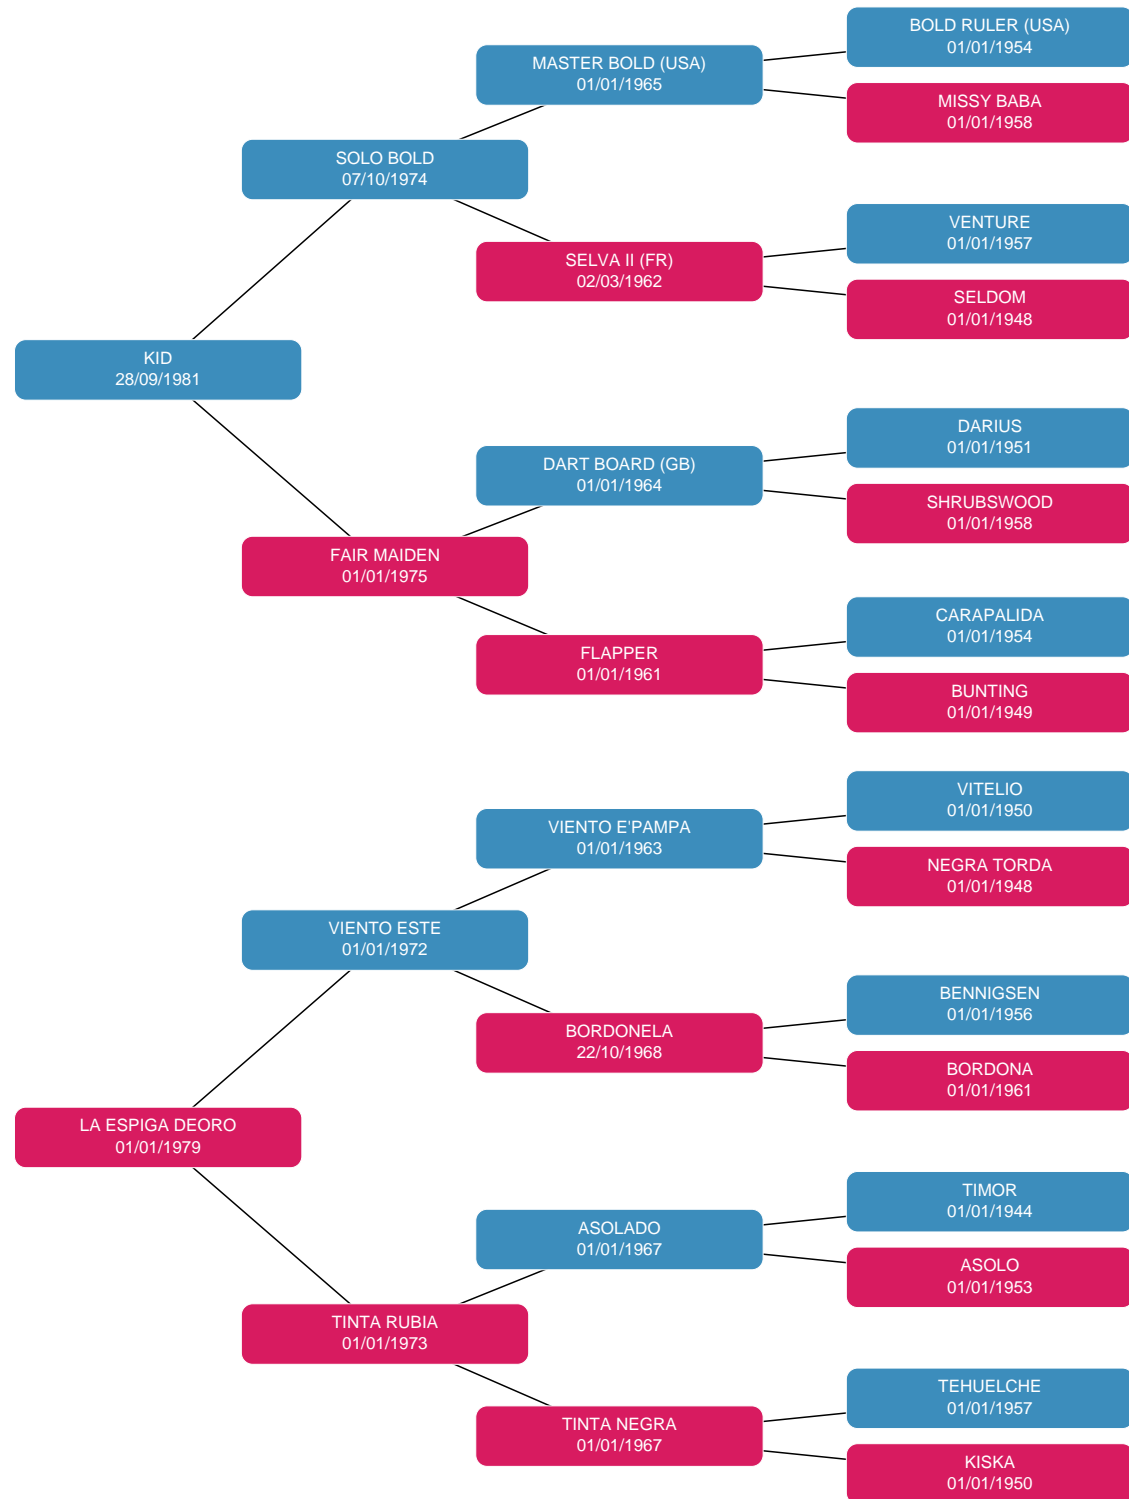 BOLD RULER (USA)
01/01/1954
MASTER BOLD (USA)
01/01/1965
MISSY BABA
01/01/1958
SOLO BOLD
07/10/1974
VENTURE
01/01/1957
SELVA II (FR)
02/03/1962
SELDOM
01/01/1948
KID
28/09/1981
DARIUS
01/01/1951
DART BOARD (GB)
01/01/1964
SHRUBSWOOD
01/01/1958
FAIR MAIDEN
01/01/1975
CARAPALIDA
01/01/1954
FLAPPER
01/01/1961
BUNTING
01/01/1949
VITELIO
01/01/1950
VIENTO E'PAMPA
01/01/1963
NEGRA TORDA
01/01/1948
VIENTO ESTE
01/01/1972
BENNIGSEN
01/01/1956
BORDONELA
22/10/1968
BORDONA
01/01/1961
LA ESPIGA DEORO
01/01/1979
TIMOR
01/01/1944
ASOLADO
01/01/1967
ASOLO
01/01/1953
TINTA RUBIA
01/01/1973
TEHUELCHE
01/01/1957
TINTA NEGRA
01/01/1967
KISKA
01/01/1950